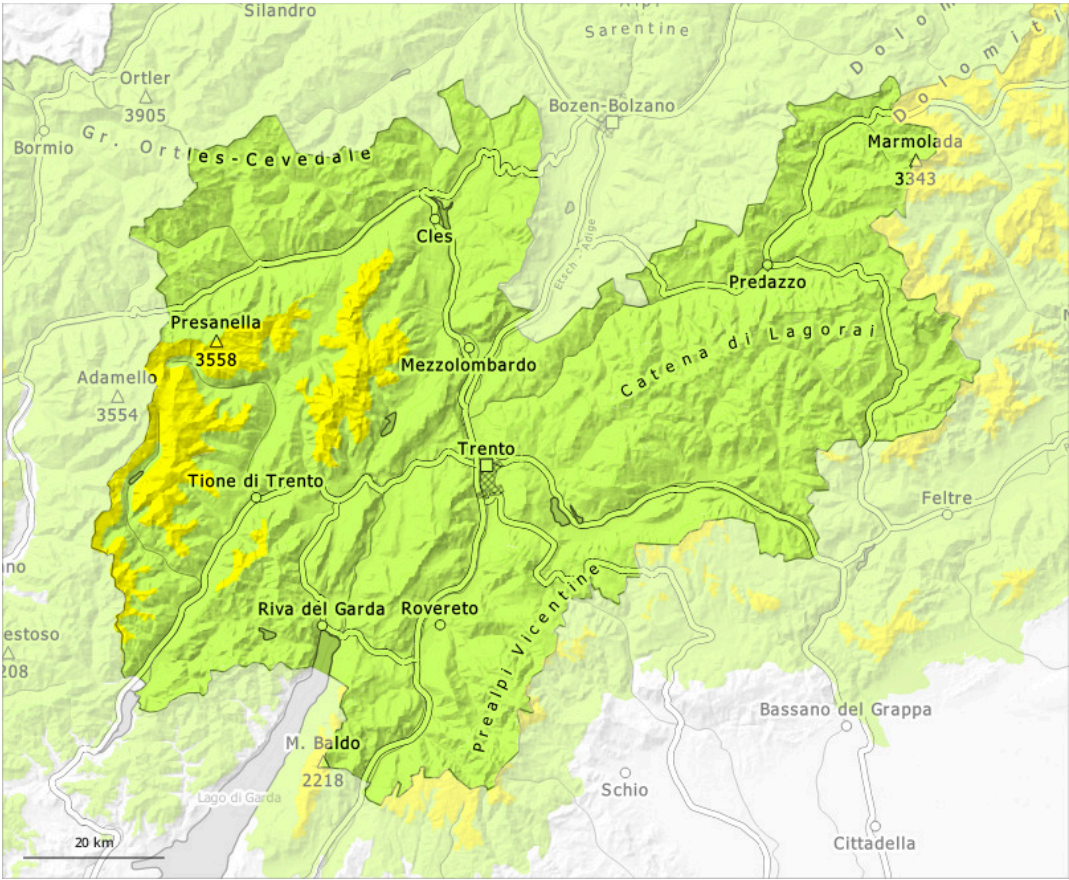 Silandro
Sarentine
Ortler
3905
Bozen-Bolzano
Dolomiti
Bormio
Gr. Ortles-Cevedale
Marmolada
3343
Cles
Etsch - Adige
Predazzo
Presanella
3558
Catena di Lagorai
Mezzolombardo
Adamello
3554
Trento
Tione di Trento
Feltre
Riva del Garda
Rovereto
estoso
208
Prealpi Vicentine
Bassano del Grappa
M. Baldo
2218
Schio
Lago di Garda
20 km
Cittadella